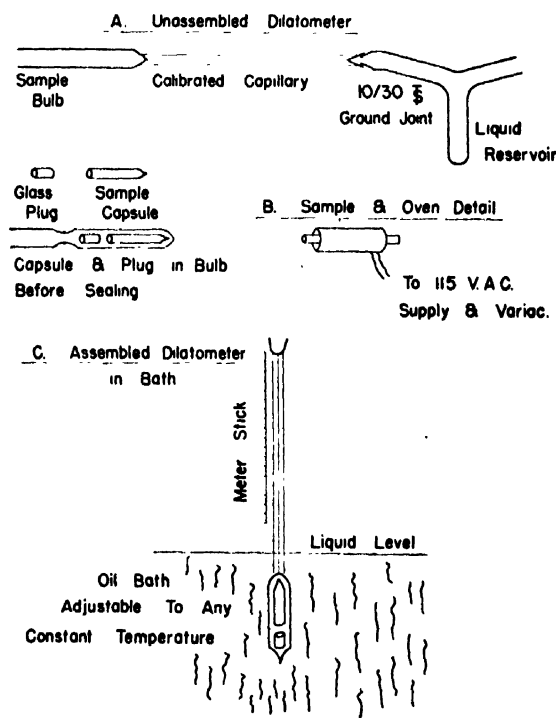 A. Unassembled Dilatometer
Sample
Bulb
Calibrated Capillary
10/30 $
Ground Joint
Liquid
Reservoir
Glass
Plug
Sample
Capsule
Capsule & Plug in Bulb
Before Sealing
B. Sample & Oven Detail
To 115 V.A.C.
Supply & Variac.
C. Assembled Dilatometer
in Bath
Meter Stick
Liquid Level
Oil Bath
Adjustable To Any
Constant Temperature